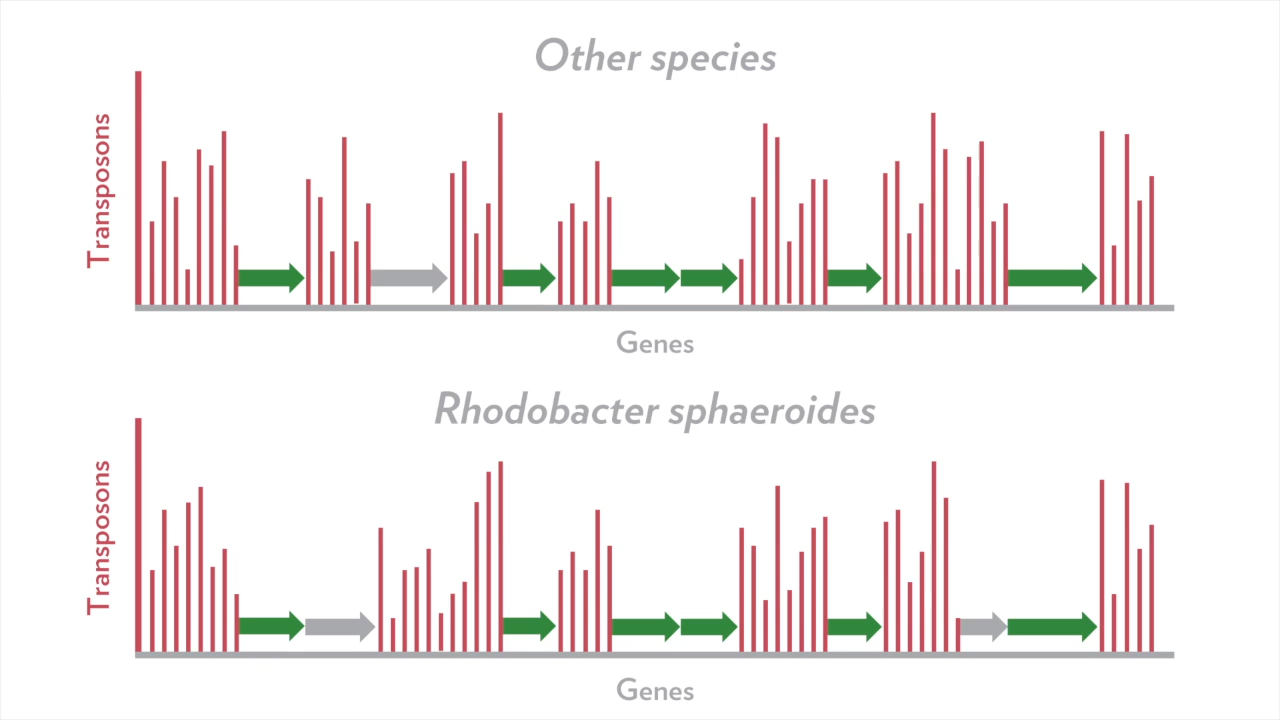 Other species
Transposons
Genes
Rhodobacter sphaeroides
Transposons
Genes